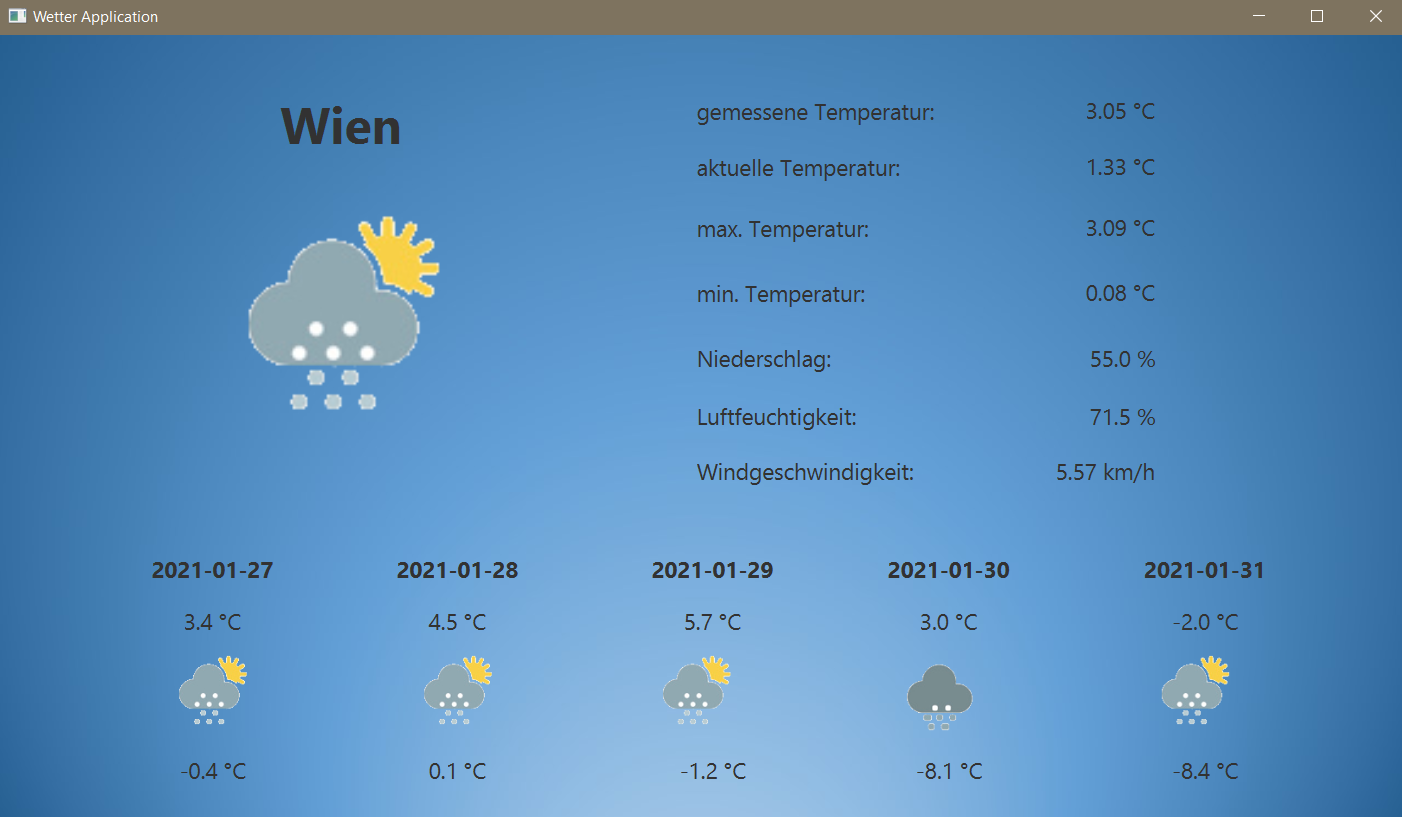 Wetter Application
Wien
gemessene Temperatur: 3.05 °C
aktuelle Temperatur: 1.33 °C
max. Temperatur: 3.09 °C
min. Temperatur: 0.08 °C
Niederschlag: 55.0 %
Luftfeuchtigkeit: 71.5 %
Windgeschwindigkeit: 5.57 km/h
2021-01-27 2021-01-28 2021-01-29 2021-01-30 2021-01-31
3.4 °C 4.5 °C 5.7 °C 3.0 °C -2.0 °C
-0.4 °C 0.1 °C -1.2 °C -8.1 °C -8.4 °C